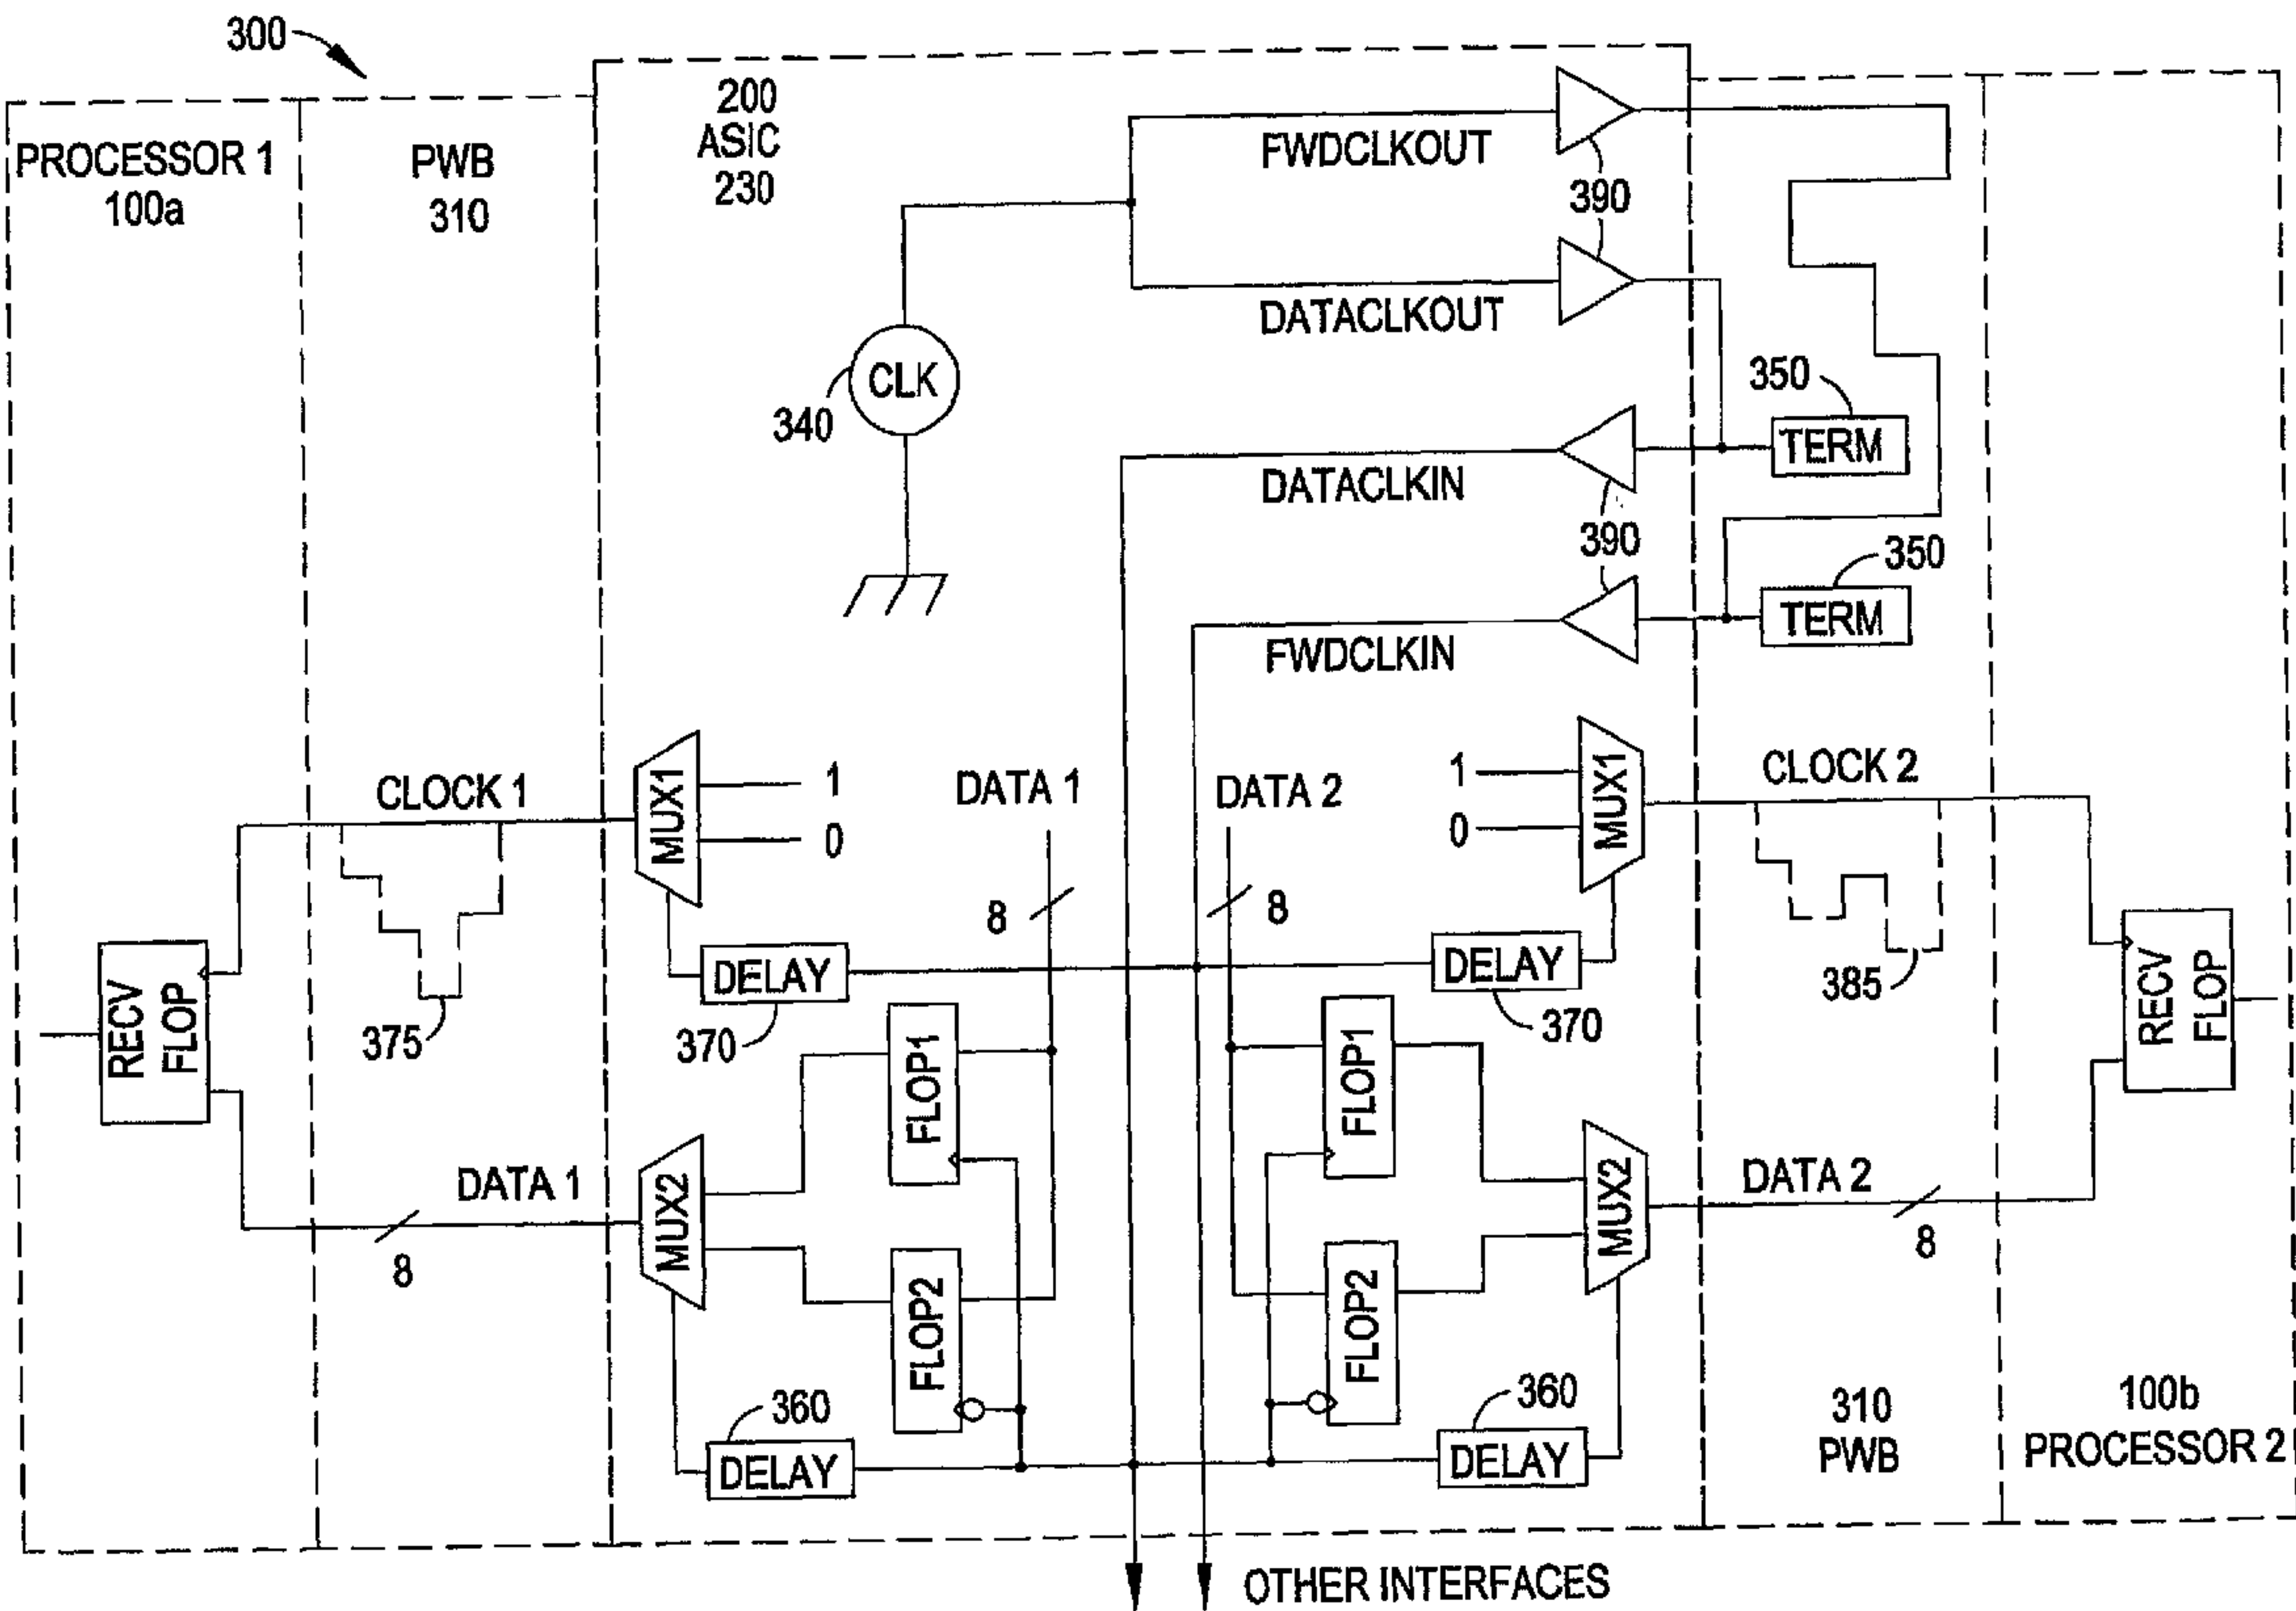 300
PROCESSOR 1
100a
PWB
310
200
ASIC
230
FWDCLKOUT
390
DATACLKOUT
CLK
340
350
TERM
DATACLKIN
390
350
TERM
FWDCLKIN
CLOCK 1
MUX1
1
0
DATA 1
DATA 2
1
0
MUX1
CLOCK 2
8
8
RECV
FLOP
375
DELAY
370
DELAY
370
385
RECV
FLOP
FLOP1
FLOP1
DATA 1
8
MUX2
MUX2
DATA 2
8
FLOP2
FLOP2
360
DELAY
360
DELAY
310
PWB
100b
PROCESSOR 2
OTHER INTERFACES